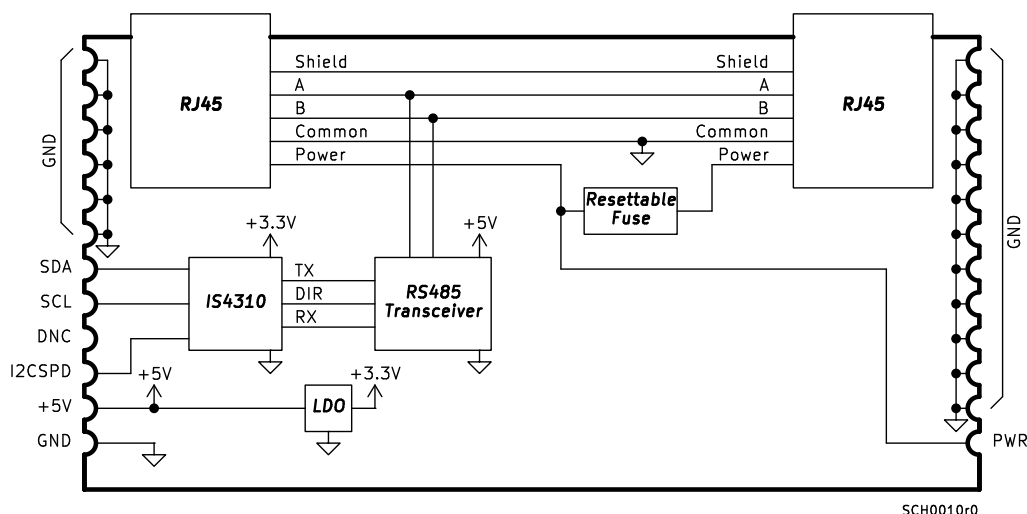 Shield
Shield
A
A
RJ45
RJ45
B
B
GND
Common
Common
Power
Power
Resettable
Fuse
GND
+3.3V
+5V
SDA
TX
RS485
Transceiver
IS4310
DIR
SCL
RX
DNC
I2CSPD
+5V
+3.3V
+5V
LDO
GND
PWR
SCH0010r0